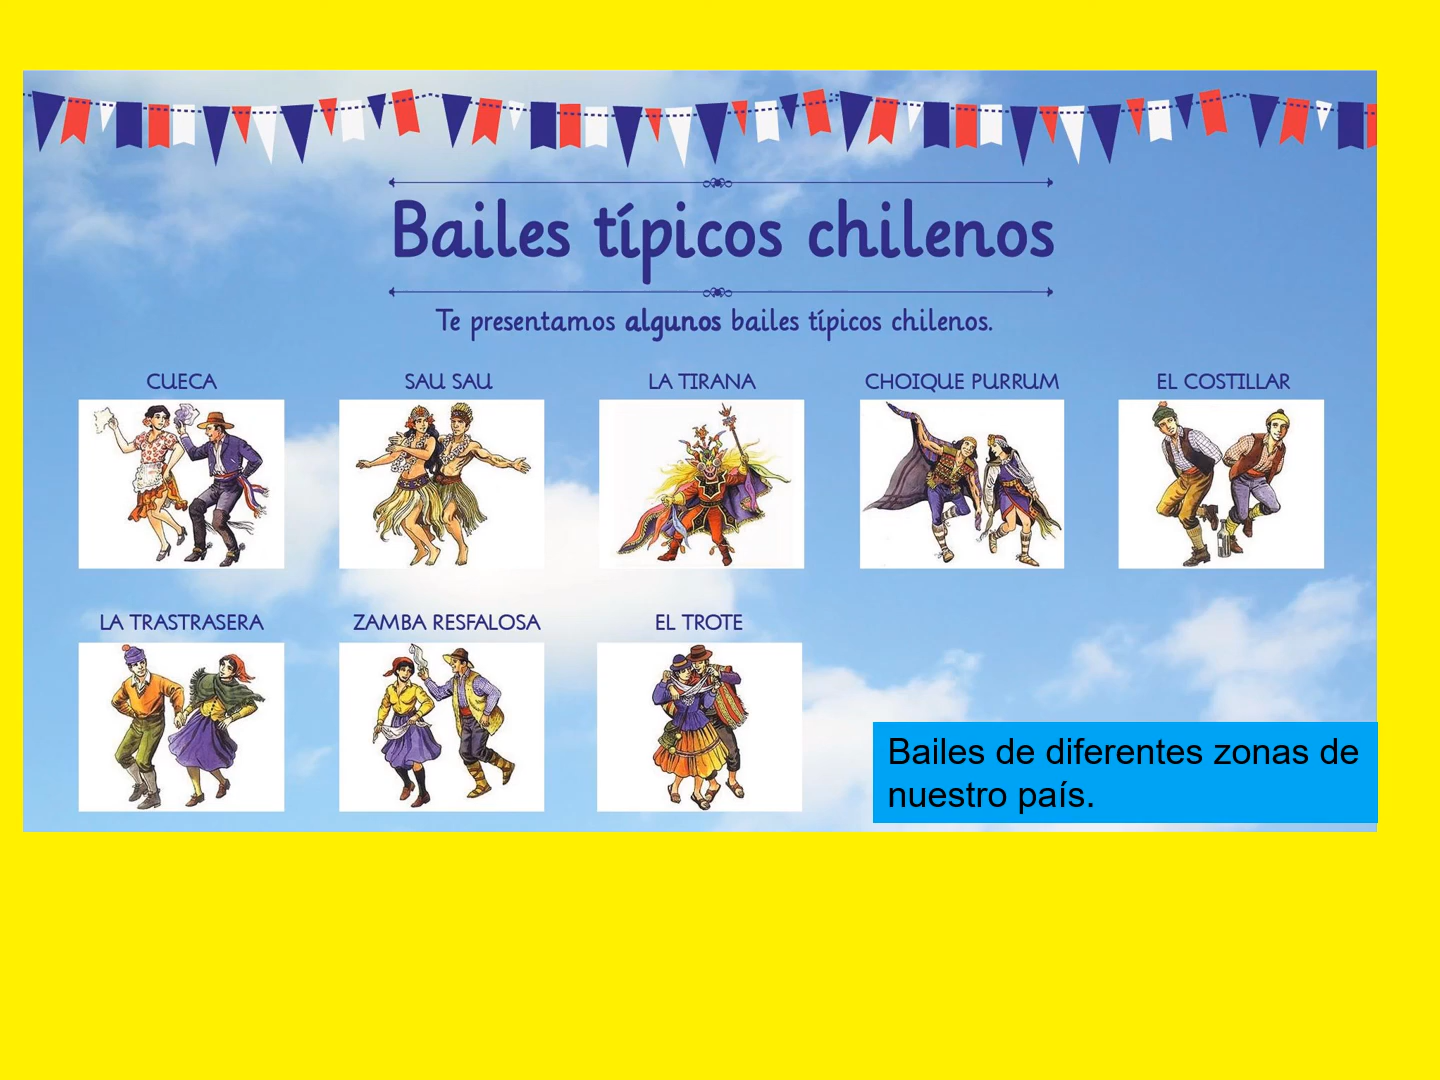 Bailes típicos chilenos
Te presentamos algunos bailes típicos chilenos.
CUECA
SAU SAU
LA TIRANA
CHOIQUE PURRUM
EL COSTILLAR
LA TRASTRASERA
ZAMBA RESFALOSA
EL TROTE
Bailes de diferentes zonas de
nuestro país.